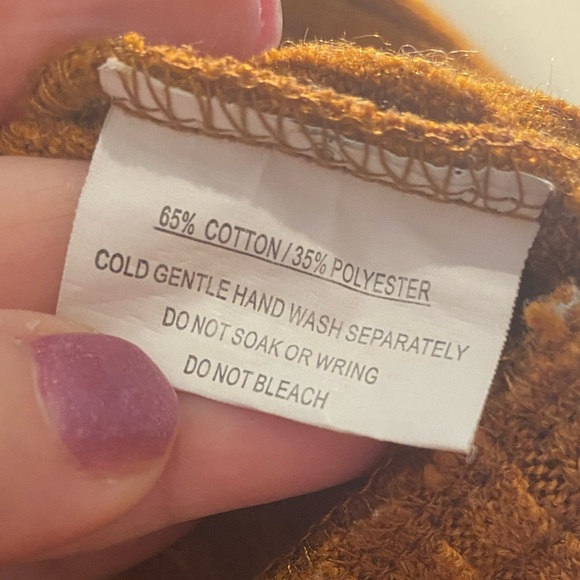 65% COTTON/35% POLYESTER
COLD GENTLE HAND WASH SEPARATELY
DO NOT SOAK OR WRING
DO NOT BLEACH